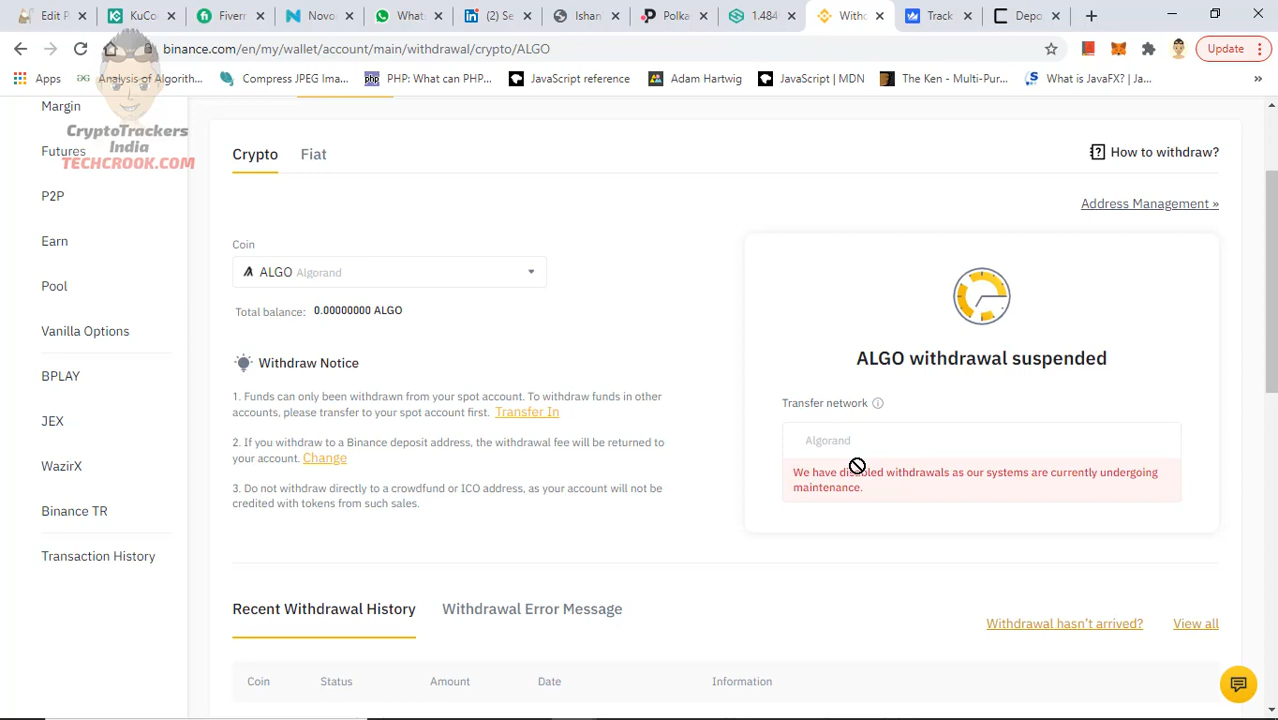 Edit P
KuCo
Fiverr
Novo
What
(2) Se
Ishan
Polka
1.484
With
Track
Depo
binance.com/en/my/wallet/account/main/withdrawal/crypto/ALGO
Update
Apps
Analysis of Algorith...
Compress JPEG Ima...
PHP: What can PHP...
JavaScript reference
Adam Hartwig
JavaScript | MDN
The Ken - Multi-Pur...
What is JavaFX? | Ja...
»
CryptoTrackers
India
TECHCROOK.COM
Margin
Futures
P2P
Earn
Pool
Vanilla Options
BPLAY
JEX
WazirX
Binance TR
Transaction History
Crypto
Fiat
How to withdraw?
Address Management »
Coin
ALGO Algorand
Total balance: 0.00000000 ALGO
Withdraw Notice
1. Funds can only been withdrawn from your spot account. To withdraw funds in other
accounts, please transfer to your spot account first. Transfer In
2. If you withdraw to a Binance deposit address, the withdrawal fee will be returned to
your account. Change
3. Do not withdraw directly to a crowdfund or ICO address, as your account will not be
credited with tokens from such sales.
ALGO withdrawal suspended
Transfer network
Algorand
We have disabled withdrawals as our systems are currently undergoing
maintenance.
Recent Withdrawal History
Withdrawal Error Message
Withdrawal hasn't arrived?
View all
Coin
Status
Amount
Date
Information